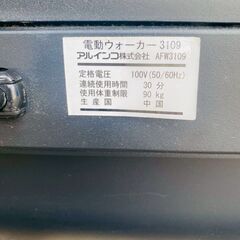 電動ウォーカー3109
アルインコ株式会社 AFW3109
定格電圧 100V(50/60Hz)
連続使用時間 30 分
使用体重制限 90 kg
生産国 中国